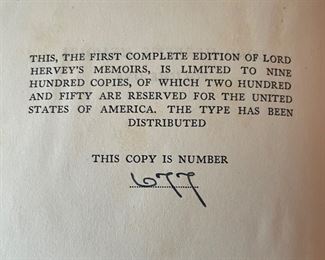 THIS, THE FIRST COMPLETE EDITION OF LORD
HERVEY'S MEMOIRS, IS LIMITED TO NINE
HUNDRED COPIES, OF WHICH TWO HUNDRED
AND FIFTY ARE RESERVED FOR THE UNITED
STATES OF AMERICA. THE TYPE HAS BEEN
DISTRIBUTED
THIS COPY IS NUMBER
677